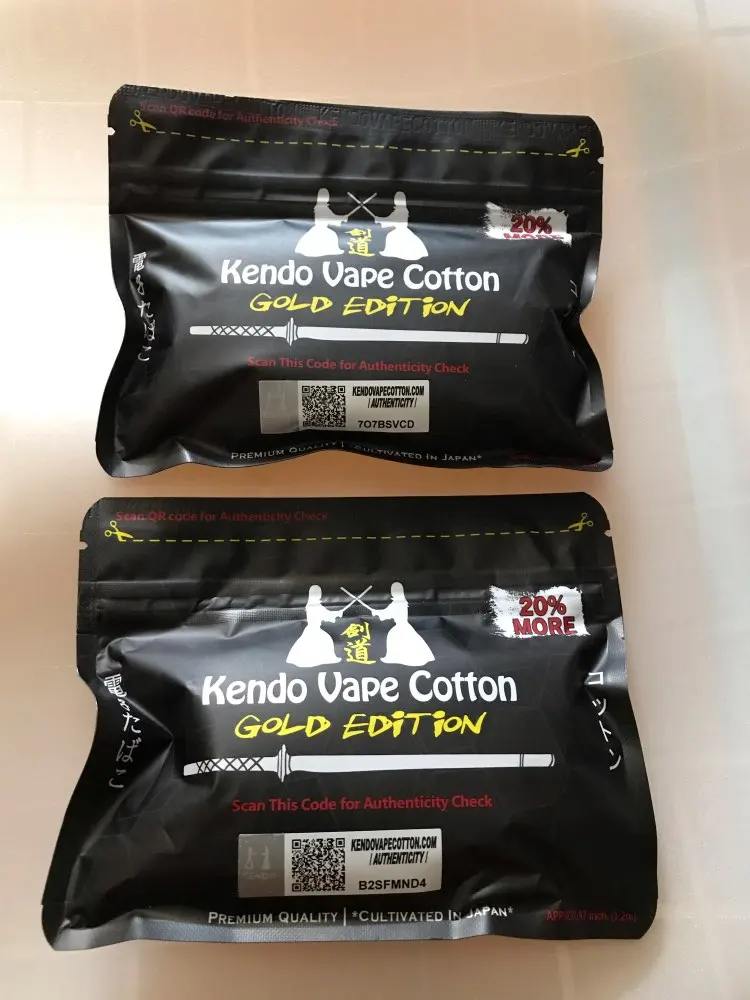 Scan QR code for Authenticity Check
20%
MORE
剣
道
Kendo Vape Cotton
GOLD EDITION
Scan This Code for Authenticity Check
KENDOVAPECOTTON.COM
/AUTHENTICITY/
7O7BSVCD
PREMIUM QUALITY | *CULTIVATED IN JAPAN*
Scan QR code for Authenticity Check
20%
MORE
剣
道
Kendo Vape Cotton
GOLD EDITION
たばこ
コットン
Scan This Code for Authenticity Check
KENDOVAPECOTTON.COM
/AUTHENTICITY/
B2SFMND4
PREMIUM QUALITY | *CULTIVATED IN JAPAN*